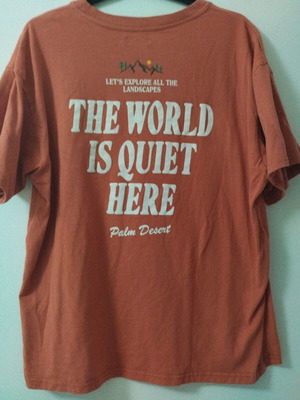 LET'S EXPLORE ALL THE
LANDSCAPES
THE WORLD
IS QUIET
HERE
Palm Desert